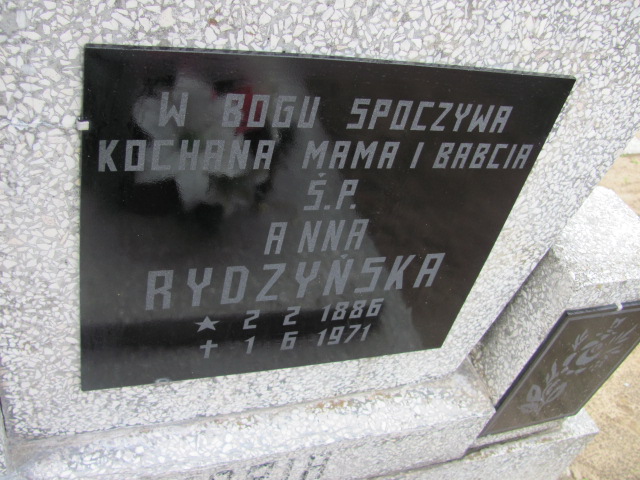 W BOGU SPOCZYWA
KOCHANA MAMA I BABCIA
Ś.P.
ANNA
RYDZYŃSKA
★ 2 2 1886
✝ 1 6 1971